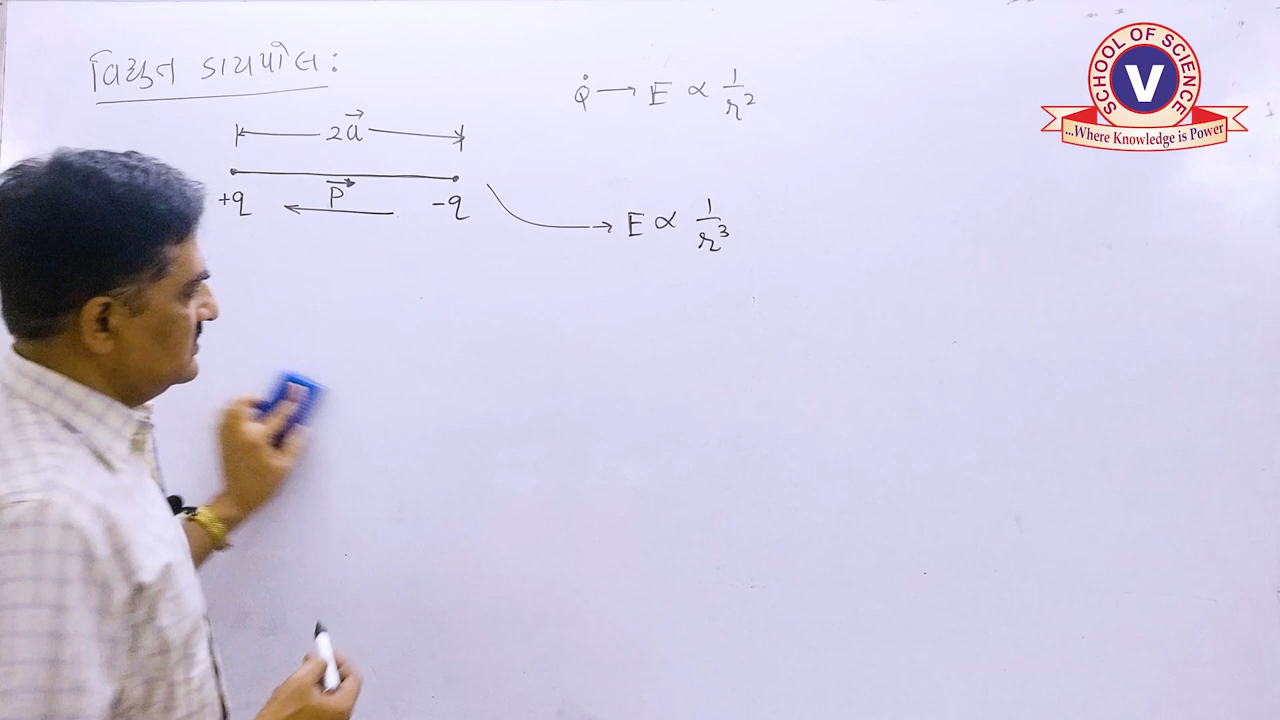 વિદ્યુત ડાયપોલ :
2a⃗
+q P⃗ -q
Q̇ → E ∝ 1/r²
→ E ∝ 1/r³
SCHOOL OF SCIENCE
V
...Where Knowledge is Power